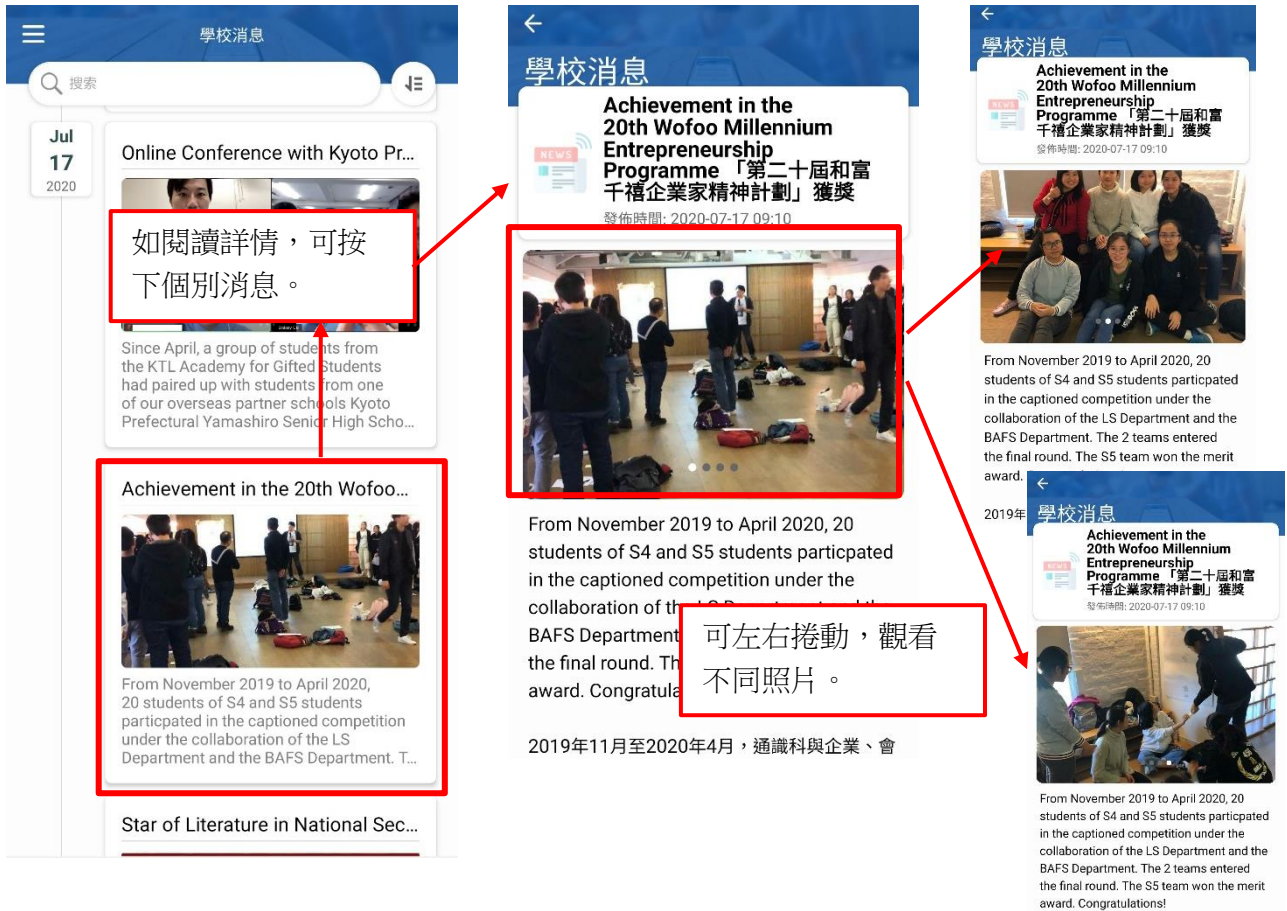 學校消息
搜索
Jul
17
2020
Online Conference with Kyoto Pr...
如閱讀詳情，可按
下個別消息。
Since April, a group of students from
the KTL Academy for Gifted Students
had paired up with students from one
of our overseas partner schools Kyoto
Prefectural Yamashiro Senior High Scho...
Achievement in the 20th Wofoo...
From November 2019 to April 2020,
20 students of S4 and S5 students
particpated in the captioned competition
under the collaboration of the LS
Department and the BAFS Department. T...
Star of Literature in National Sec...
學校消息
NEWS
Achievement in the
20th Wofoo Millennium
Entrepreneurship
Programme 「第二十屆和富
千禧企業家精神計劃」獲獎
發佈時間: 2020-07-17 09:10
From November 2019 to April 2020, 20
students of S4 and S5 students particpated
in the captioned competition under the
collaboration of the
BAFS Department
the final round. Th
award. Congratula
可左右捲動，觀看
不同照片。
2019年11月至2020年4月，通識科與企業、會
學校消息
NEWS
Achievement in the
20th Wofoo Millennium
Entrepreneurship
Programme 「第二十屆和富
千禧企業家精神計劃」獲獎
發佈時間: 2020-07-17 09:10
From November 2019 to April 2020, 20
students of S4 and S5 students particpated
in the captioned competition under the
collaboration of the LS Department and the
BAFS Department. The 2 teams entered
the final round. The S5 team won the merit
award.
2019年
學校消息
NEWS
Achievement in the
20th Wofoo Millennium
Entrepreneurship
Programme 「第二十屆和富
千禧企業家精神計劃」獲獎
發佈時間: 2020-07-17 09:10
From November 2019 to April 2020, 20
students of S4 and S5 students particpated
in the captioned competition under the
collaboration of the LS Department and the
BAFS Department. The 2 teams entered
the final round. The S5 team won the merit
award. Congratulations!